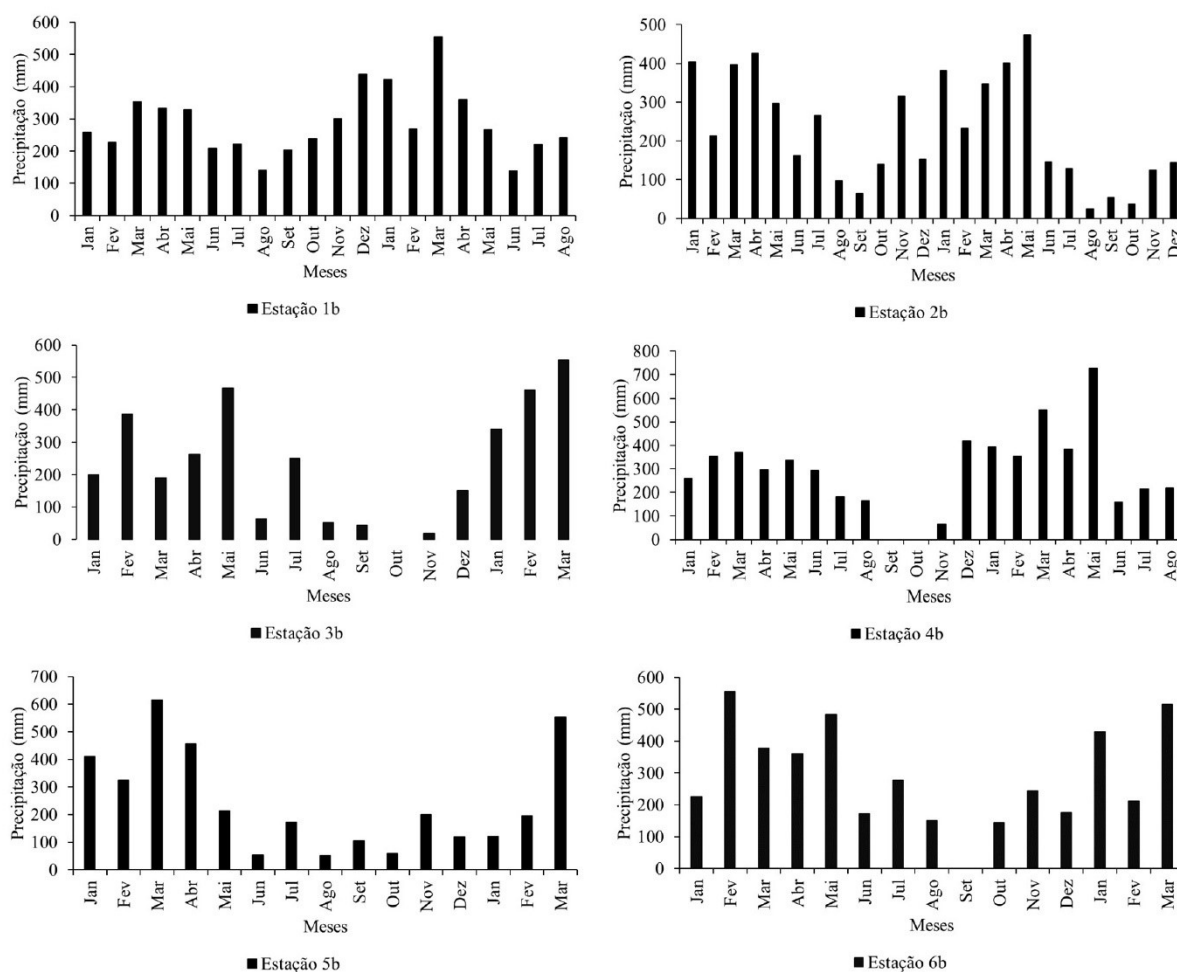 600
500
400
300
200
100
0
Precipitação (mm)
Jan Fev Mar Abr Mai Jun Jul Ago Set Out Nov Dez Jan Fev Mar Abr Mai Jun Jul Ago
Meses
Estação 1b
500
400
300
200
100
0
Precipitação (mm)
Jan Fev Mar Abr Mai Jun Jul Ago Set Out Nov Dez Jan Fev Mar Abr Mai Jun Jul Ago Set Out Nov Dez
Meses
Estação 2b
600
500
400
300
200
100
0
Precipitação (mm)
Jan Fev Mar Abr Mai Jun Jul Ago Set Out Nov Dez Jan Fev Mar
Meses
Estação 3b
800
700
600
500
400
300
200
100
0
Precipitação (mm)
Jan Fev Mar Abr Mai Jun Jul Ago Set Out Nov Dez Jan Fev Mar Abr Mai Jun Jul Ago
Meses
Estação 4b
700
600
500
400
300
200
100
0
Precipitação (mm)
Jan Fev Mar Abr Mai Jun Jul Ago Set Out Nov Dez Jan Fev Mar
Meses
Estação 5b
600
500
400
300
200
100
0
Precipitação (mm)
Jan Fev Mar Abr Mai Jun Jul Ago Set Out Nov Dez Jan Fev Mar
Meses
Estação 6b